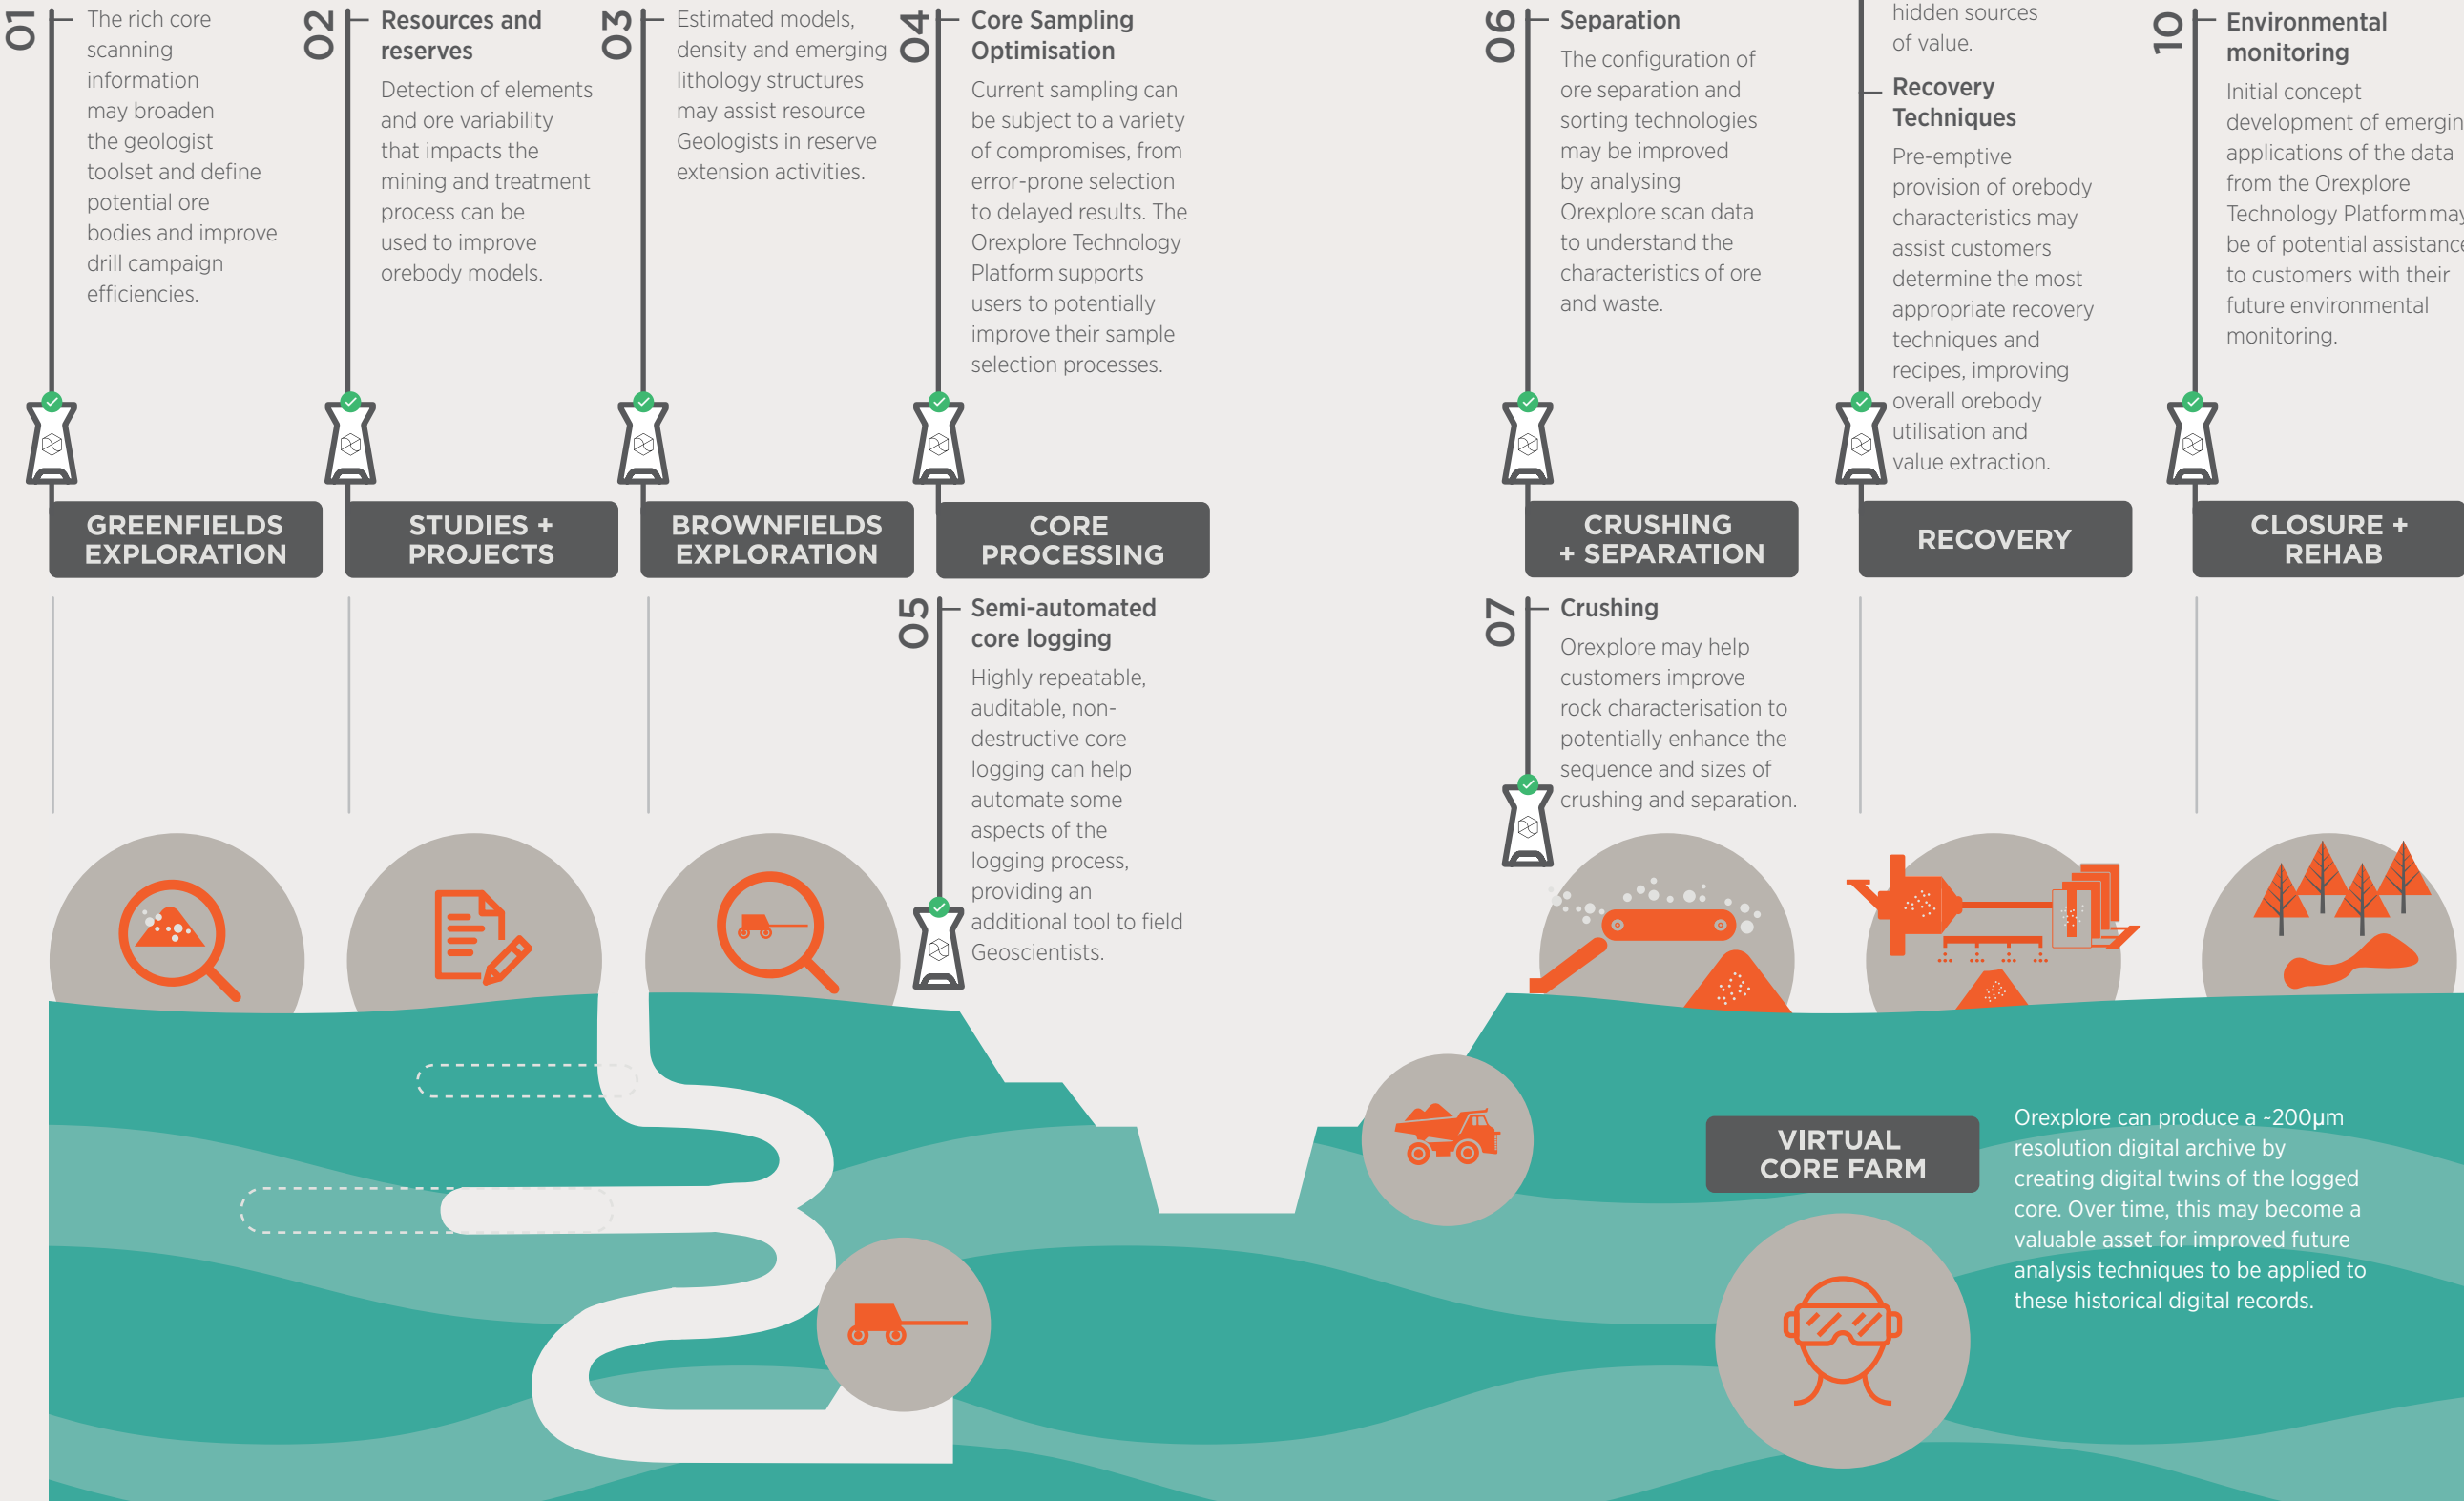 01
The rich core
scanning
information
may broaden
the geologist
toolset and define
potential ore
bodies and improve
drill campaign
efficiencies.
GREENFIELDS
EXPLORATION
02
Resources and
reserves
Detection of elements
and ore variability
that impacts the
mining and treatment
process can be
used to improve
orebody models.
STUDIES +
PROJECTS
03
Estimated models,
density and emerging
lithology structures
may assist resource
Geologists in reserve
extension activities.
BROWNFIELDS
EXPLORATION
04
Core Sampling
Optimisation
Current sampling can
be subject to a variety
of compromises, from
error-prone selection
to delayed results. The
Orexplore Technology
Platform supports
users to potentially
improve their sample
selection processes.
CORE
PROCESSING
05
Semi-automated
core logging
Highly repeatable,
auditable, non-
destructive core
logging can help
automate some
aspects of the
logging process,
providing an
additional tool to field
Geoscientists.
06
Separation
The configuration of
ore separation and
sorting technologies
may be improved
by analysing
Orexplore scan data
to understand the
characteristics of ore
and waste.
CRUSHING
+ SEPARATION
07
Crushing
Orexplore may help
customers improve
rock characterisation to
potentially enhance the
sequence and sizes of
crushing and separation.
hidden sources
of value.
Recovery
Techniques
Pre-emptive
provision of orebody
characteristics may
assist customers
determine the most
appropriate recovery
techniques and
recipes, improving
overall orebody
utilisation and
value extraction.
RECOVERY
10
Environmental
monitoring
Initial concept
development of emergin
applications of the data
from the Orexplore
Technology Platform may
be of potential assistance
to customers with their
future environmental
monitoring.
CLOSURE +
REHAB
VIRTUAL
CORE FARM
Orexplore can produce a ~200µm
resolution digital archive by
creating digital twins of the logged
core. Over time, this may become a
valuable asset for improved future
analysis techniques to be applied to
these historical digital records.